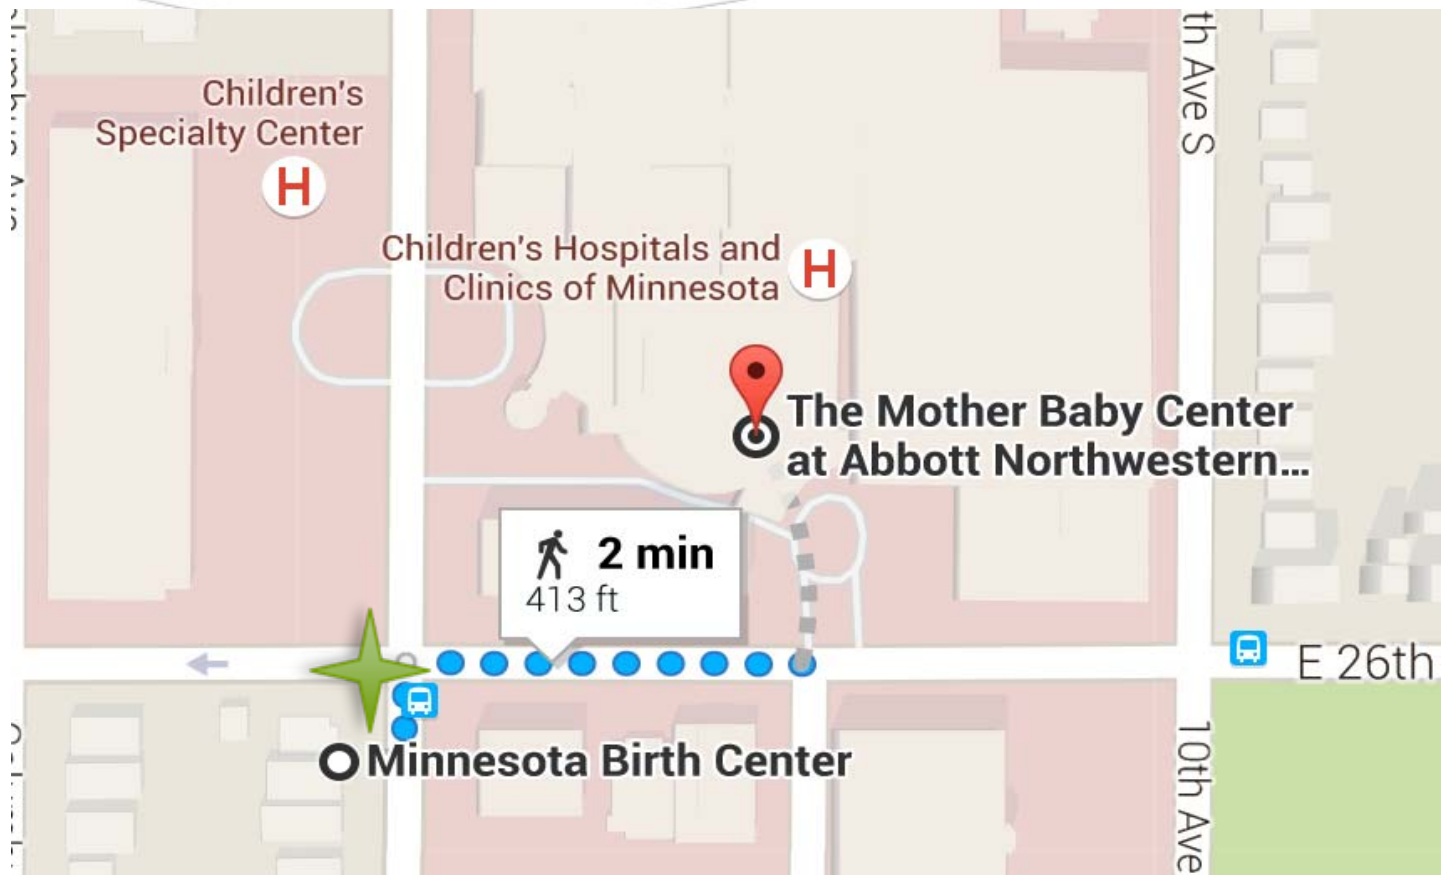 Children's
Specialty Center
H
th Ave S
Children's Hospitals and
Clinics of Minnesota
H
The Mother Baby Center
at Abbott Northwestern...
2 min
413 ft
E 26th
Minnesota Birth Center
10th Ave